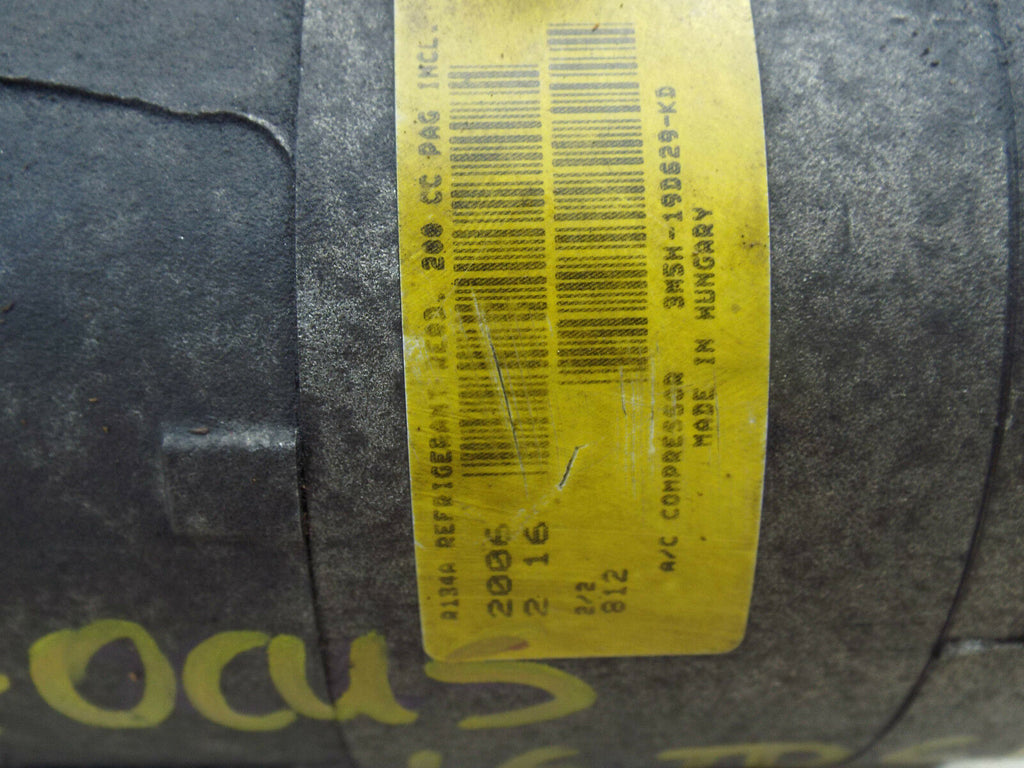 R134A REFRIGERANT REQD. 200 CC PAG INCL.
2006
2 16
2/2
812
A/C COMPRESSOR 3M5H-19D629-KD
MADE IN HUNGARY
FOCUS